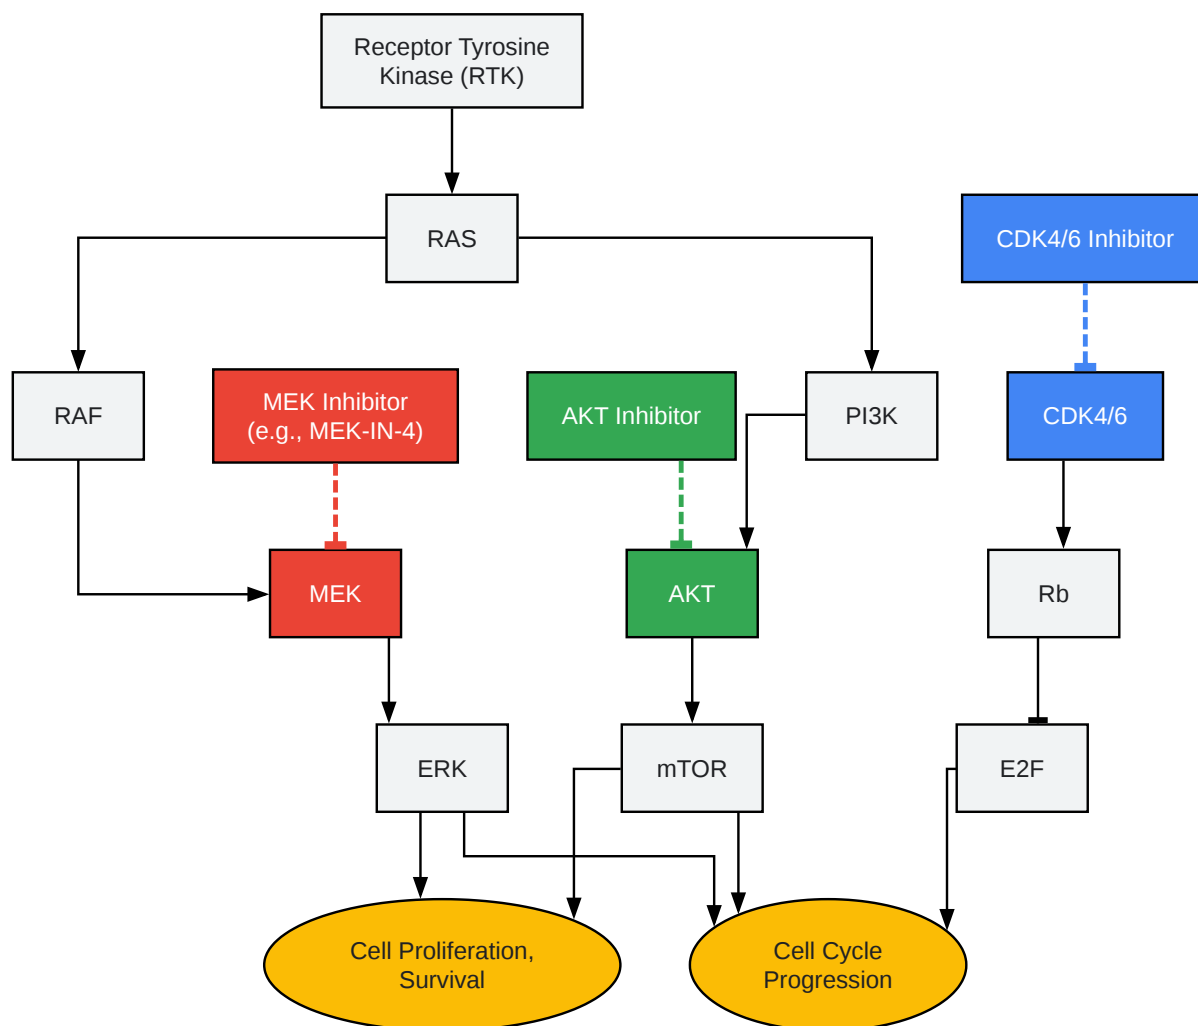 Receptor Tyrosine
Kinase (RTK)
RAS
CDK4/6 Inhibitor
RAF
MEK Inhibitor
(e.g., MEK-IN-4)
AKT Inhibitor
PI3K
CDK4/6
MEK
AKT
Rb
ERK
mTOR
E2F
Cell Proliferation,
Survival
Cell Cycle
Progression